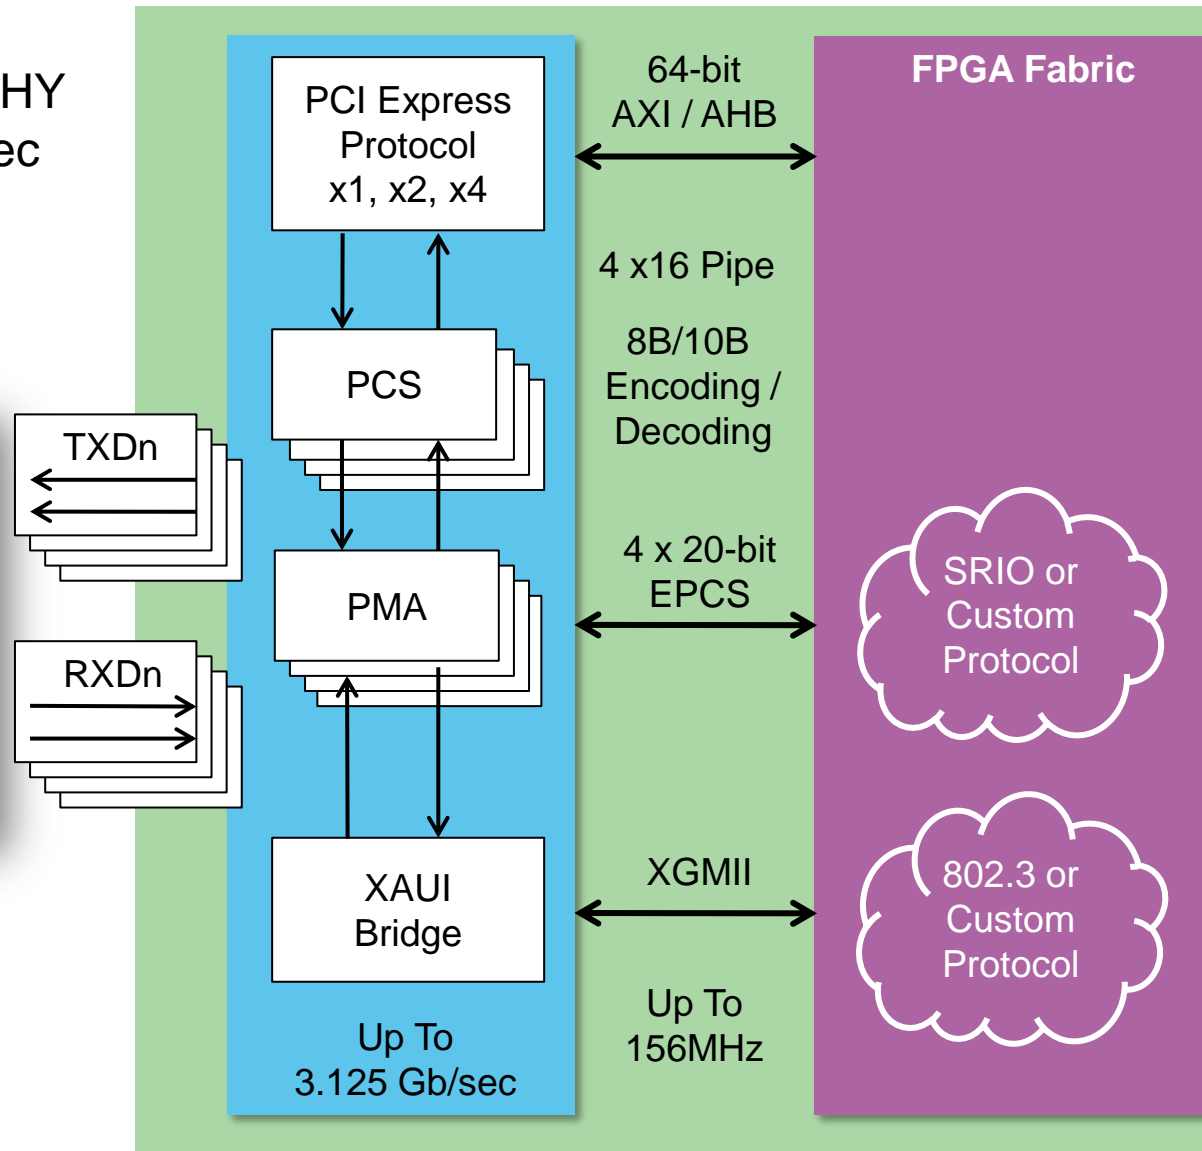 HY
ec
PCI Express
Protocol
x1, x2, x4
64-bit
AXI / AHB
FPGA Fabric
4 x16 Pipe
8B/10B
Encoding /
Decoding
PCS
TXDn
PMA
4 x 20-bit
EPCS
SRIO or
Custom
Protocol
RXDn
XAUI
Bridge
XGMII
802.3 or
Custom
Protocol
Up To
3.125 Gb/sec
Up To
156MHz